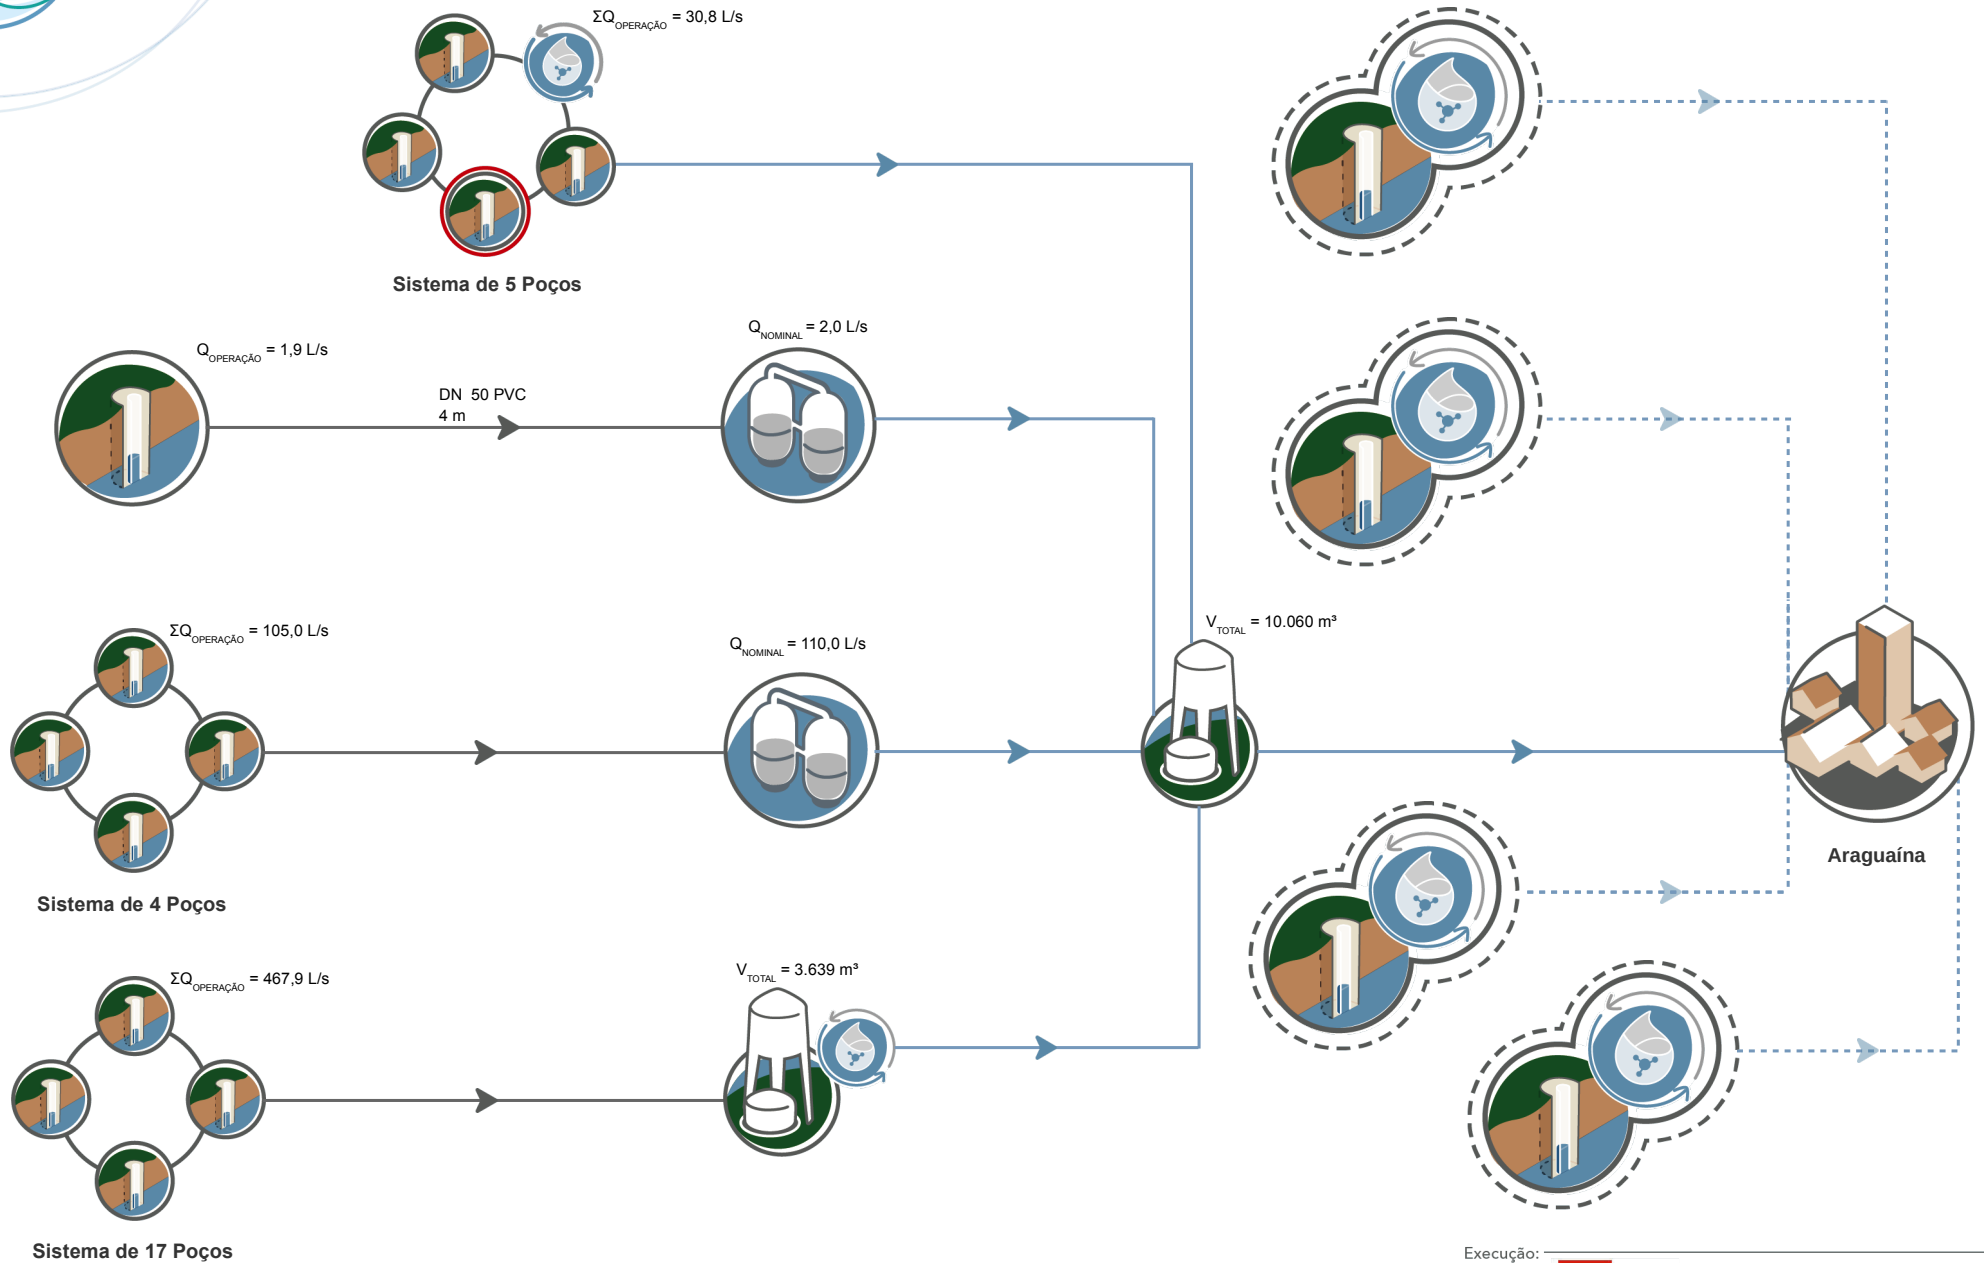 ΣQOPERAÇÃO = 30,8 L/s
Sistema de 5 Poços
QNOMINAL = 2,0 L/s
QOPERAÇÃO = 1,9 L/s
DN 50 PVC
4 m
VTOTAL = 10.060 m³
ΣQOPERAÇÃO = 105,0 L/s
QNOMINAL = 110,0 L/s
Araguaína
Sistema de 4 Poços
VTOTAL = 3.639 m³
ΣQOPERAÇÃO = 467,9 L/s
Sistema de 17 Poços
Execução: